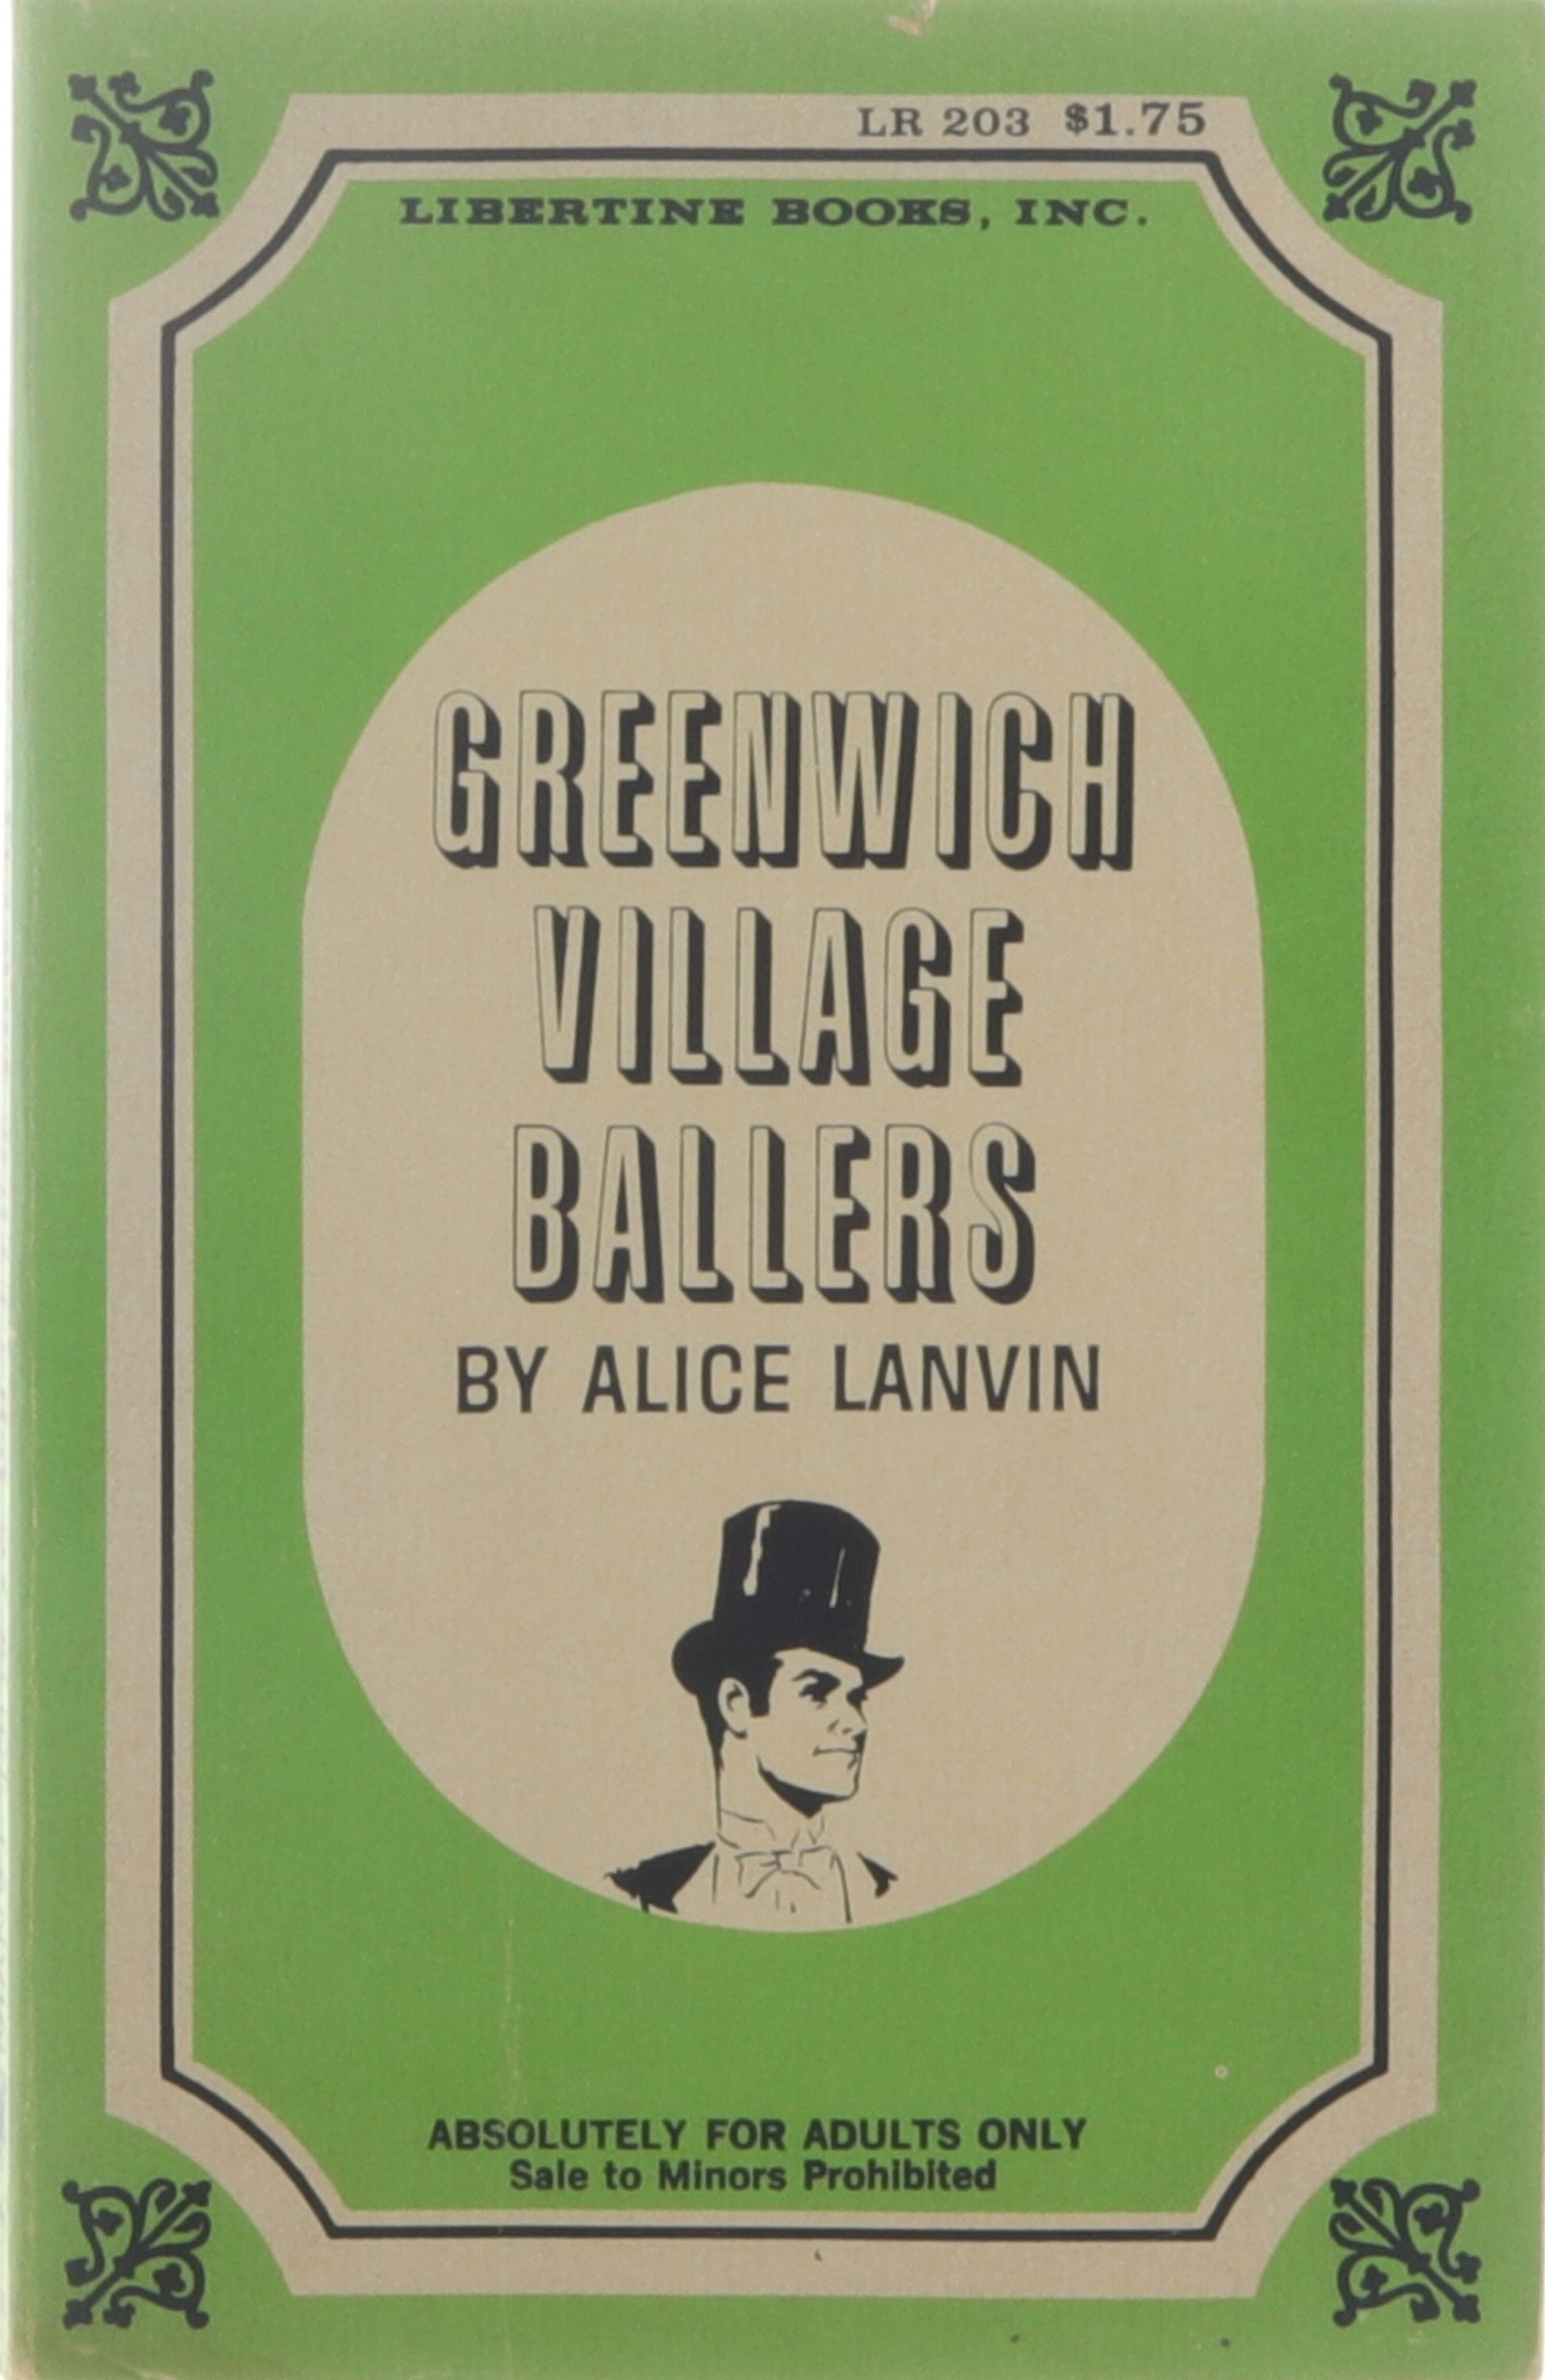 LR 203 $1.75
LIBERTINE BOOKS, INC.
GREENWICH
VILLAGE
BALLERS
BY ALICE LANVIN
ABSOLUTELY FOR ADULTS ONLY
Sale to Minors Prohibited